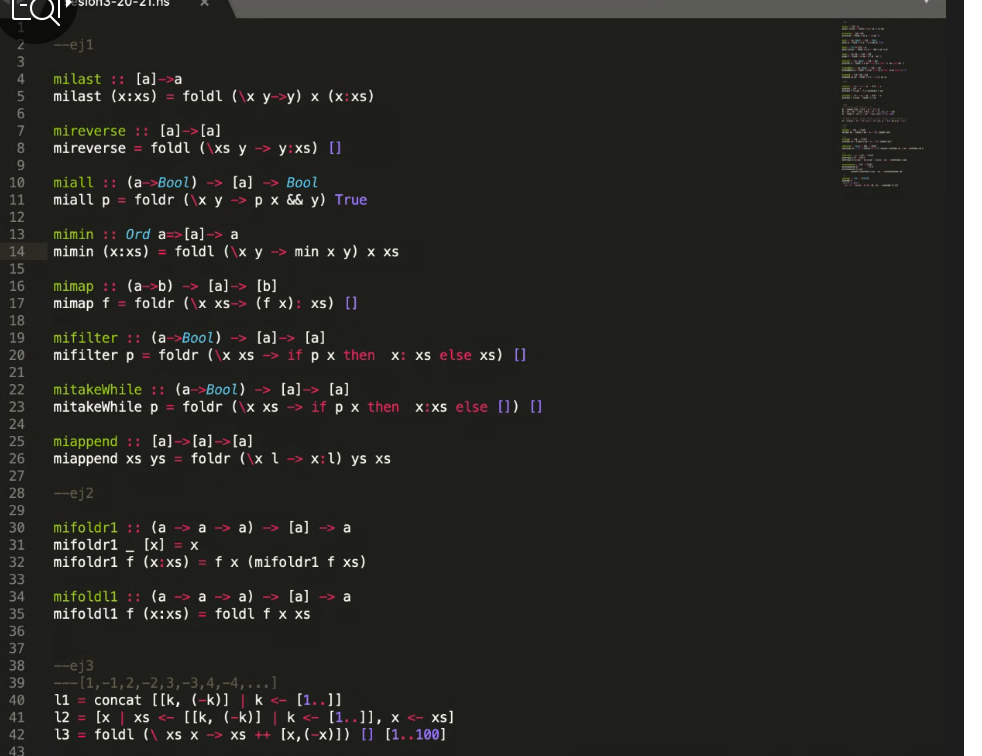 sion3-20-21.hs x
1
2 --ej1
3
4 milast :: [a]->a
5 milast (x:xs) = foldl (\x y->y) x (x:xs)
6
7 mireverse :: [a]->[a]
8 mireverse = foldl (\xs y -> y:xs) []
9
10 miall :: (a->Bool) -> [a] -> Bool
11 miall p = foldr (\x y -> p x && y) True
12
13 mimin :: Ord a=>[a]-> a
14 mimin (x:xs) = foldl (\x y -> min x y) x xs
15
16 mimap :: (a->b) -> [a]-> [b]
17 mimap f = foldr (\x xs-> (f x): xs) []
18
19 mifilter :: (a->Bool) -> [a]-> [a]
20 mifilter p = foldr (\x xs -> if p x then  x: xs else xs) []
21
22 mitakeWhile :: (a->Bool) -> [a]-> [a]
23 mitakeWhile p = foldr (\x xs -> if p x then  x:xs else []) []
24
25 miappend :: [a]->[a]->[a]
26 miappend xs ys = foldr (\x l -> x:l) ys xs
27
28 --ej2
29
30 mifoldr1 :: (a -> a -> a) -> [a] -> a
31 mifoldr1 _ [x] = x
32 mifoldr1 f (x:xs) = f x (mifoldr1 f xs)
33
34 mifoldl1 :: (a -> a -> a) -> [a] -> a
35 mifoldl1 f (x:xs) = foldl f x xs
36
37
38 --ej3
39 ---[1,-1,2,-2,3,-3,4,-4,...]
40 l1 = concat [[k, (-k)] | k <- [1..]]
41 l2 = [x | xs <- [[k, (-k)] | k <- [1..]], x <- xs]
42 l3 = foldl (\ xs x -> xs ++ [x,(-x)]) [] [1..100]
43